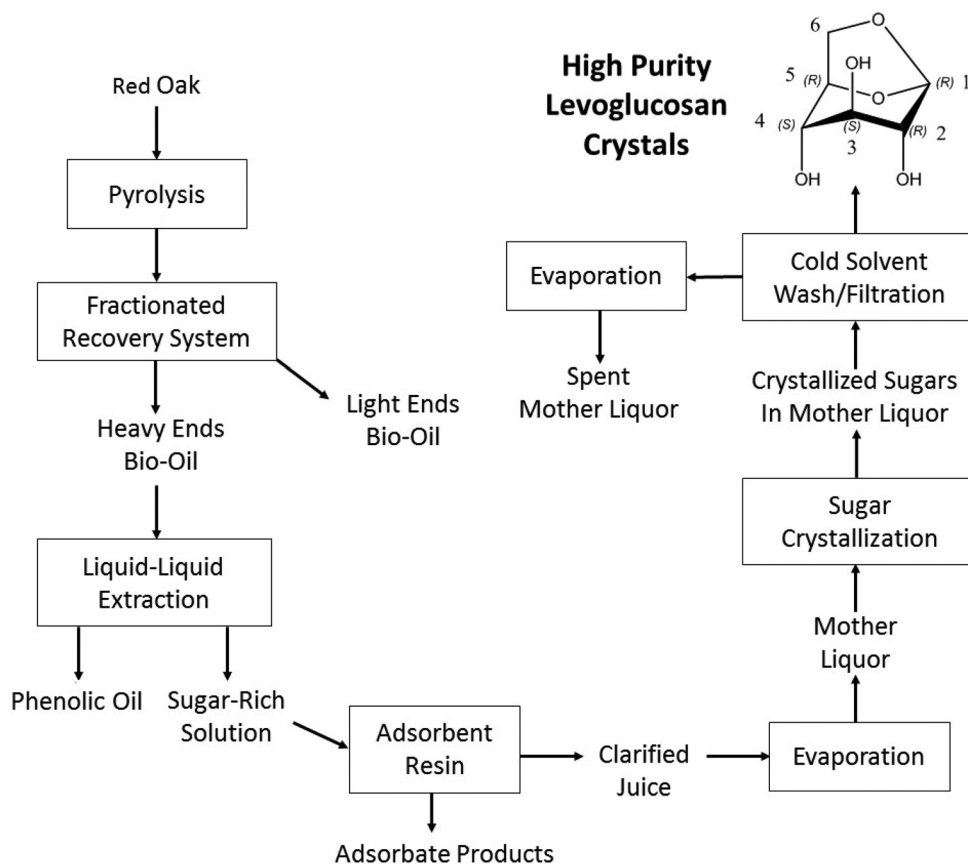 Red Oak
Pyrolysis
Fractionated
Recovery System
Light Ends
Bio-Oil
Heavy Ends
Bio-Oil
Liquid-Liquid
Extraction
Phenolic Oil
Sugar-Rich
Solution
Adsorbent
Resin
Adsorbate Products
Clarified
Juice
Evaporation
Mother
Liquor
Sugar
Crystallization
Crystallized Sugars
In Mother Liquor
Cold Solvent
Wash/Filtration
Evaporation
Spent
Mother Liquor
High Purity
Levoglucosan
Crystals
6
O
OH
5
(R)
O
(R)
1
4
(S)
(S)
(R)
2
3
OH
OH